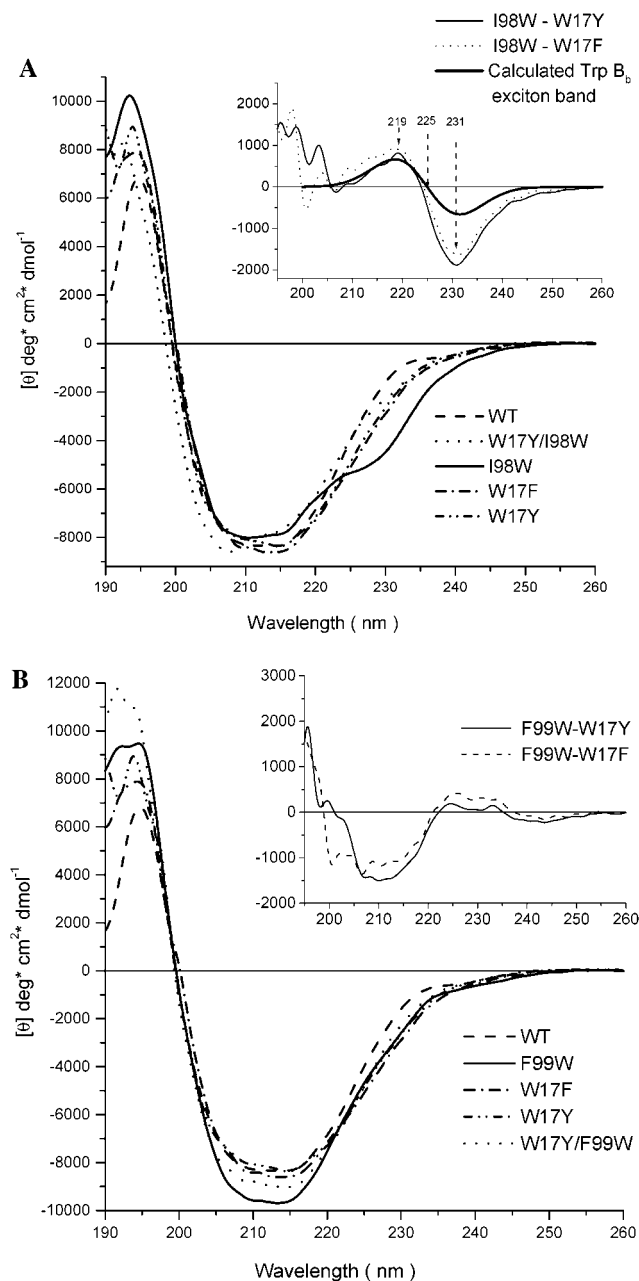 A
I98W - W17Y
I98W - W17F
Calculated Trp B_b
exciton band
219 225 231
2000
1000
0
-1000
-2000
200 210 220 230 240 250 260
10000
8000
6000
4000
2000
0
-2000
-4000
-6000
-8000
[θ] deg* cm²* dmol⁻¹
WT
W17Y/I98W
I98W
W17F
W17Y
190 200 210 220 230 240 250 260
Wavelength ( nm )
B
3000
2000
1000
0
-1000
-2000
F99W-W17Y
F99W-W17F
200 210 220 230 240 250 260
12000
10000
8000
6000
4000
2000
0
-2000
-4000
-6000
-8000
-10000
[θ] deg* cm²* dmol⁻¹
WT
F99W
W17F
W17Y
W17Y/F99W
190 200 210 220 230 240 250 260
Wavelength ( nm )